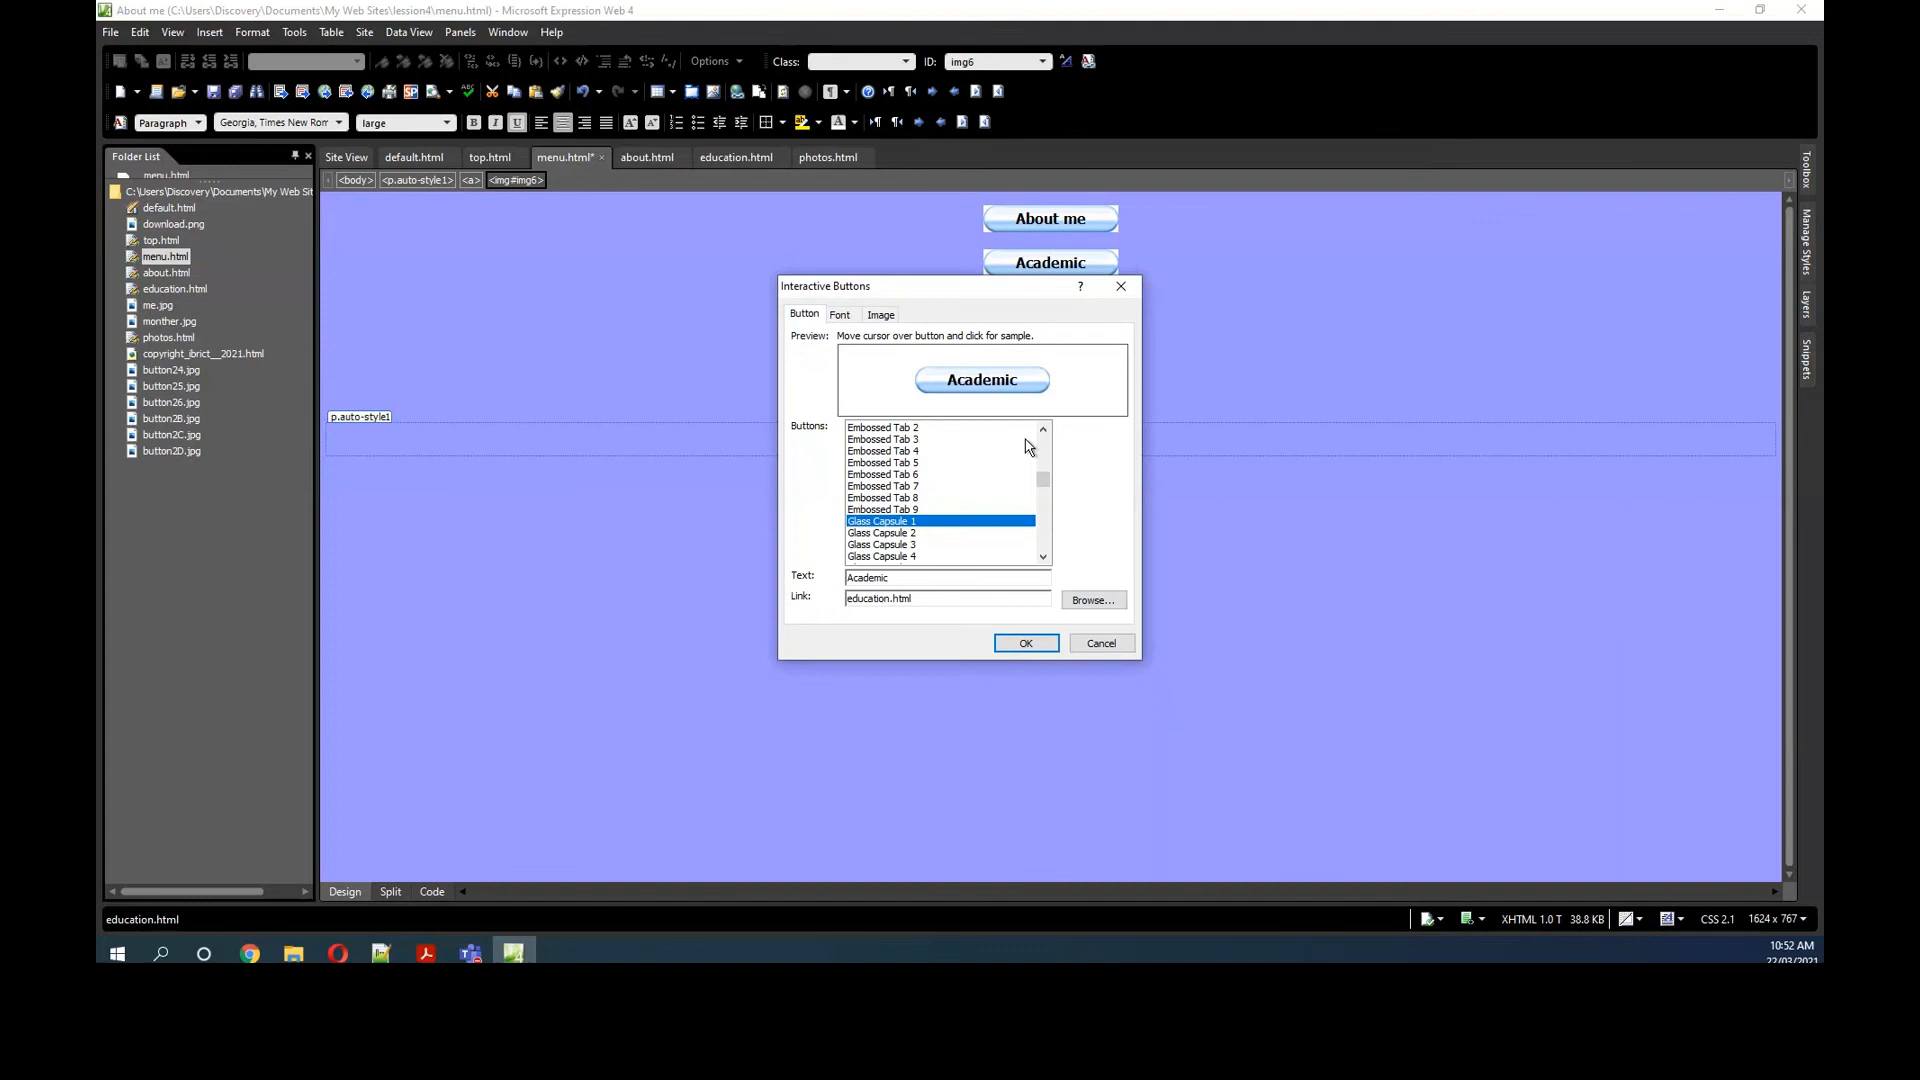 About me (C:\Users\Discovery\Documents\My Web Sites\lession4\menu.html) - Microsoft Expression Web 4
File Edit View Insert Format Tools Table Site Data View Panels Window Help
Options Class: ID: img6
Paragraph Georgia, Times New Rom large B I U
Folder List
Site View default.html top.html menu.html* about.html education.html photos.html
<body> <p.auto-style1> <a> <img#img6>
menu.html
C:\Users\Discovery\Documents\My Web Sit
default.html
download.png
top.html
menu.html
about.html
education.html
me.jpg
monther.jpg
photos.html
copyright_ibrict__2021.html
button24.jpg
button25.jpg
button26.jpg
button2B.jpg
button2C.jpg
button2D.jpg
About me
Academic
p.auto-style1
Interactive Buttons
Button Font Image
Preview: Move cursor over button and click for sample.
Academic
Buttons:
Embossed Tab 2
Embossed Tab 3
Embossed Tab 4
Embossed Tab 5
Embossed Tab 6
Embossed Tab 7
Embossed Tab 8
Embossed Tab 9
Glass Capsule 1
Glass Capsule 2
Glass Capsule 3
Glass Capsule 4
Text: Academic
Link: education.html Browse...
OK Cancel
Toolbox
Manage Styles
Layers
Snippets
Design Split Code
education.html XHTML 1.0 T 38.8 KB CSS 2.1 1624 x 767
10:52 AM
22/03/2021